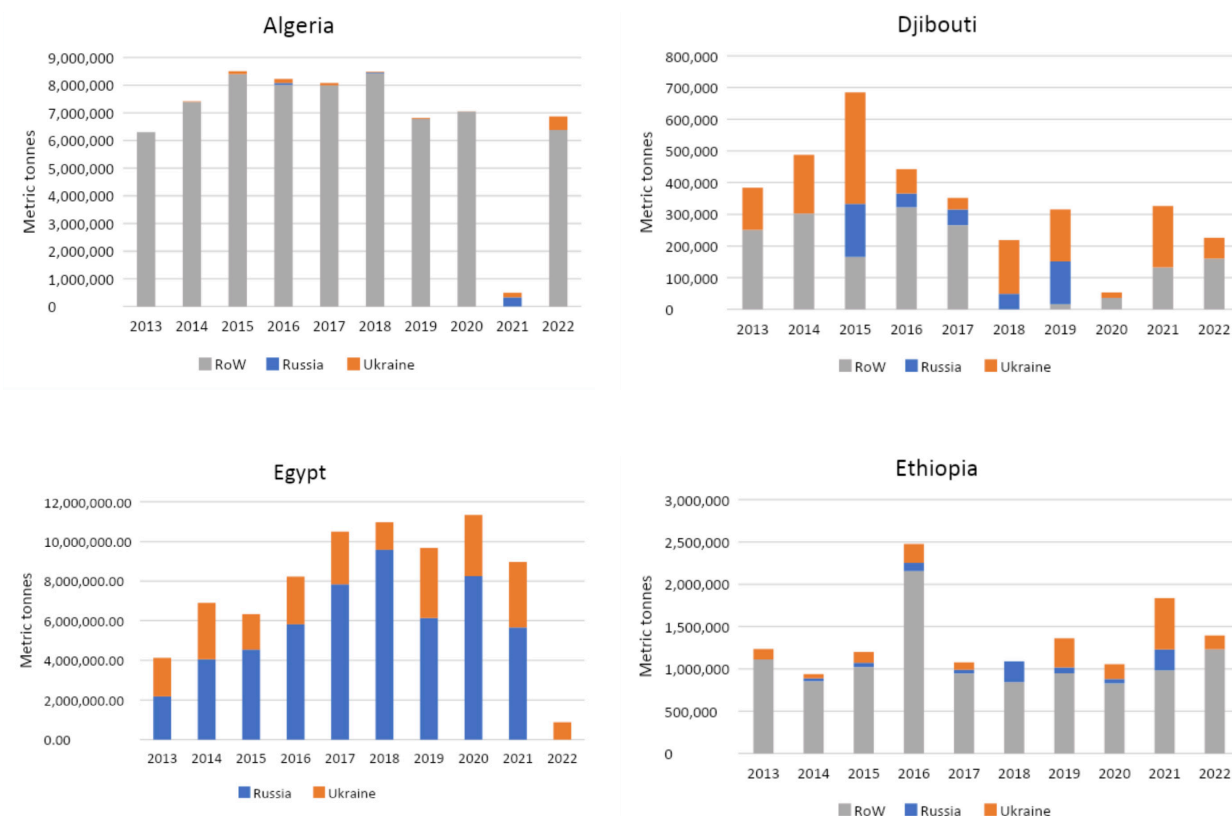 Algeria
9,000,000
8,000,000
7,000,000
6,000,000
5,000,000
4,000,000
3,000,000
2,000,000
1,000,000
0
Metric tonnes
2013 2014 2015 2016 2017 2018 2019 2020 2021 2022
RoW Russia Ukraine
Djibouti
800,000
700,000
600,000
500,000
400,000
300,000
200,000
100,000
0
Metric tonnes
2013 2014 2015 2016 2017 2018 2019 2020 2021 2022
RoW Russia Ukraine
Egypt
12,000,000.00
10,000,000.00
8,000,000.00
6,000,000.00
4,000,000.00
2,000,000.00
0.00
Metric tonnes
2013 2014 2015 2016 2017 2018 2019 2020 2021 2022
Russia Ukraine
Ethiopia
3,000,000
2,500,000
2,000,000
1,500,000
1,000,000
500,000
0
Metric tonnes
2013 2014 2015 2016 2017 2018 2019 2020 2021 2022
RoW Russia Ukraine